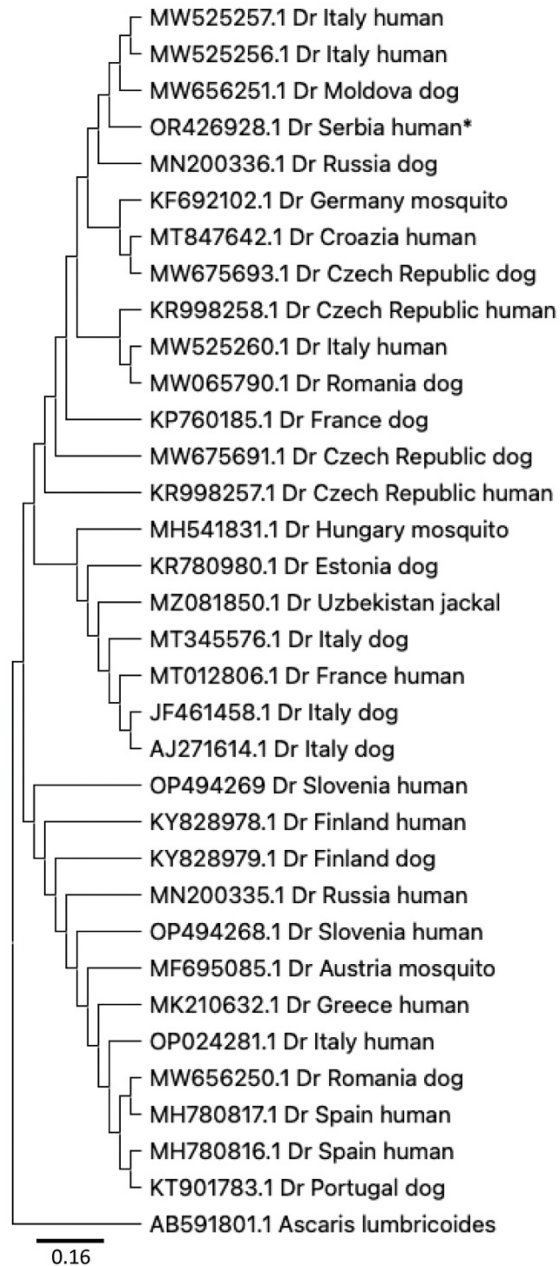 MW525257.1 Dr Italy human
MW525256.1 Dr Italy human
MW656251.1 Dr Moldova dog
OR426928.1 Dr Serbia human*
MN200336.1 Dr Russia dog
KF692102.1 Dr Germany mosquito
MT847642.1 Dr Croazia human
MW675693.1 Dr Czech Republic dog
KR998258.1 Dr Czech Republic human
MW525260.1 Dr Italy human
MW065790.1 Dr Romania dog
KP760185.1 Dr France dog
MW675691.1 Dr Czech Republic dog
KR998257.1 Dr Czech Republic human
MH541831.1 Dr Hungary mosquito
KR780980.1 Dr Estonia dog
MZ081850.1 Dr Uzbekistan jackal
MT345576.1 Dr Italy dog
MT012806.1 Dr France human
JF461458.1 Dr Italy dog
AJ271614.1 Dr Italy dog
OP494269 Dr Slovenia human
KY828978.1 Dr Finland human
KY828979.1 Dr Finland dog
MN200335.1 Dr Russia human
OP494268.1 Dr Slovenia human
MF695085.1 Dr Austria mosquito
MK210632.1 Dr Greece human
OP024281.1 Dr Italy human
MW656250.1 Dr Romania dog
MH780817.1 Dr Spain human
MH780816.1 Dr Spain human
KT901783.1 Dr Portugal dog
AB591801.1 Ascaris lumbricoides
0.16